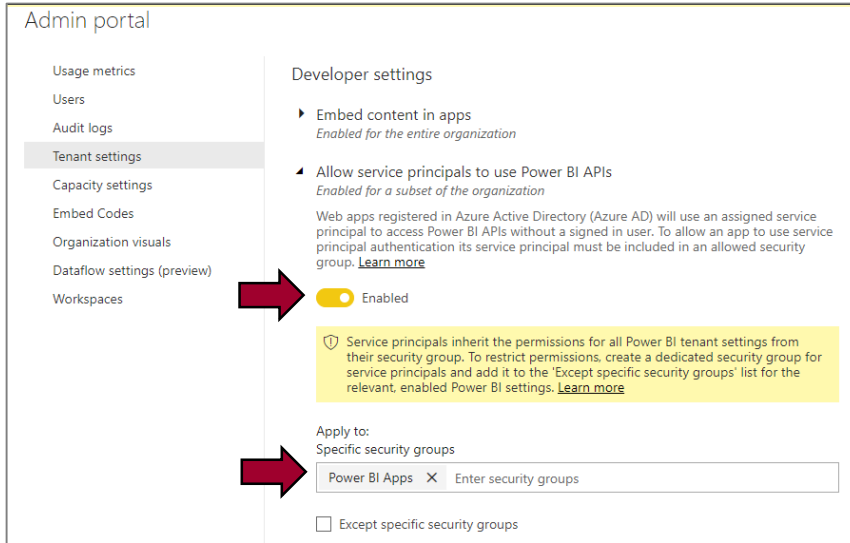 Admin portal
Usage metrics
Users
Audit logs
Tenant settings
Capacity settings
Embed Codes
Organization visuals
Dataflow settings (preview)
Workspaces
Developer settings
Embed content in apps
Enabled for the entire organization
Allow service principals to use Power BI APIs
Enabled for a subset of the organization
Web apps registered in Azure Active Directory (Azure AD) will use an assigned service
principal to access Power BI APIs without a signed in user. To allow an app to use service
principal authentication its service principal must be included in an allowed security
group. Learn more
Enabled
Service principals inherit the permissions for all Power BI tenant settings from
their security group. To restrict permissions, create a dedicated security group for
service principals and add it to the 'Except specific security groups' list for the
relevant, enabled Power BI settings. Learn more
Apply to:
Specific security groups
Power BI Apps X Enter security groups
Except specific security groups